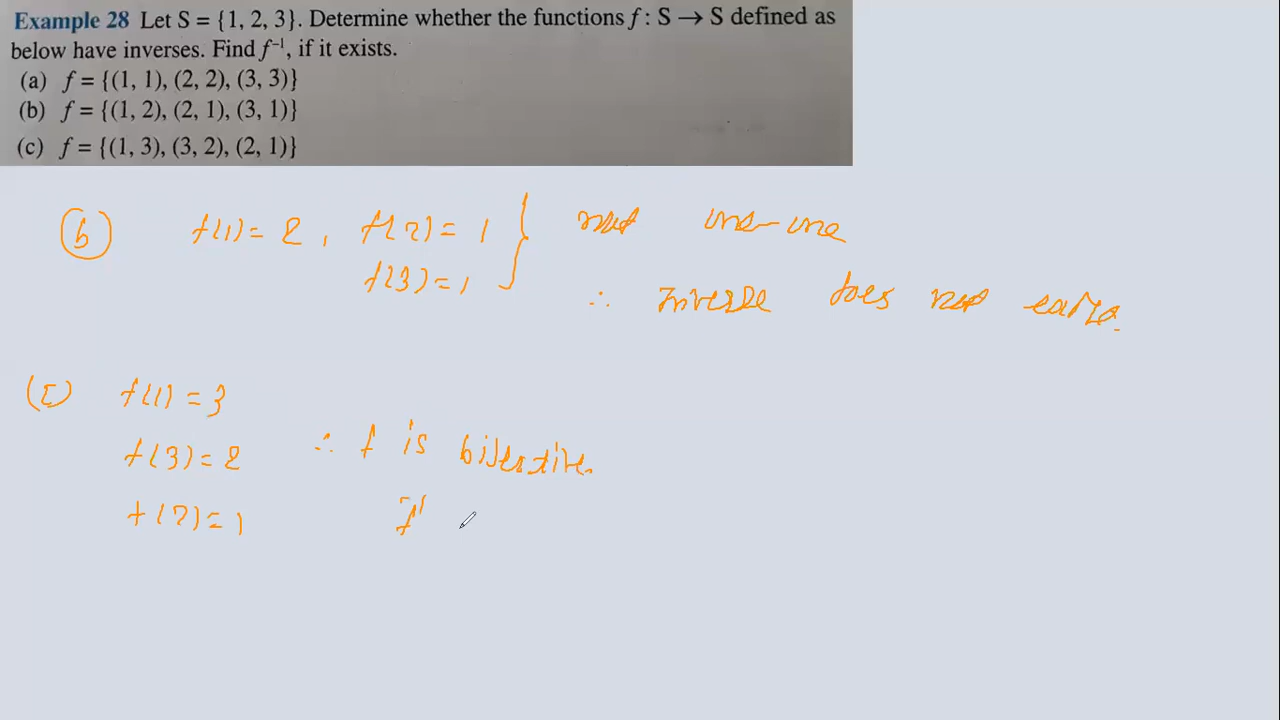 Example 28 Let S = {1, 2, 3}. Determine whether the functions f : S → S defined as
below have inverses. Find f⁻¹, if it exists.
(a) f = {(1, 1), (2, 2), (3, 3)}
(b) f = {(1, 2), (2, 1), (3, 1)}
(c) f = {(1, 3), (3, 2), (2, 1)}
(b) f(1) = 2, f(2) = 1 } not one-one
f(3) = 1
∴ Inverse does not exists.
(c) f(1) = 3
f(3) = 2 ∴ f is bijective.
f(2) = 1 f⁻¹